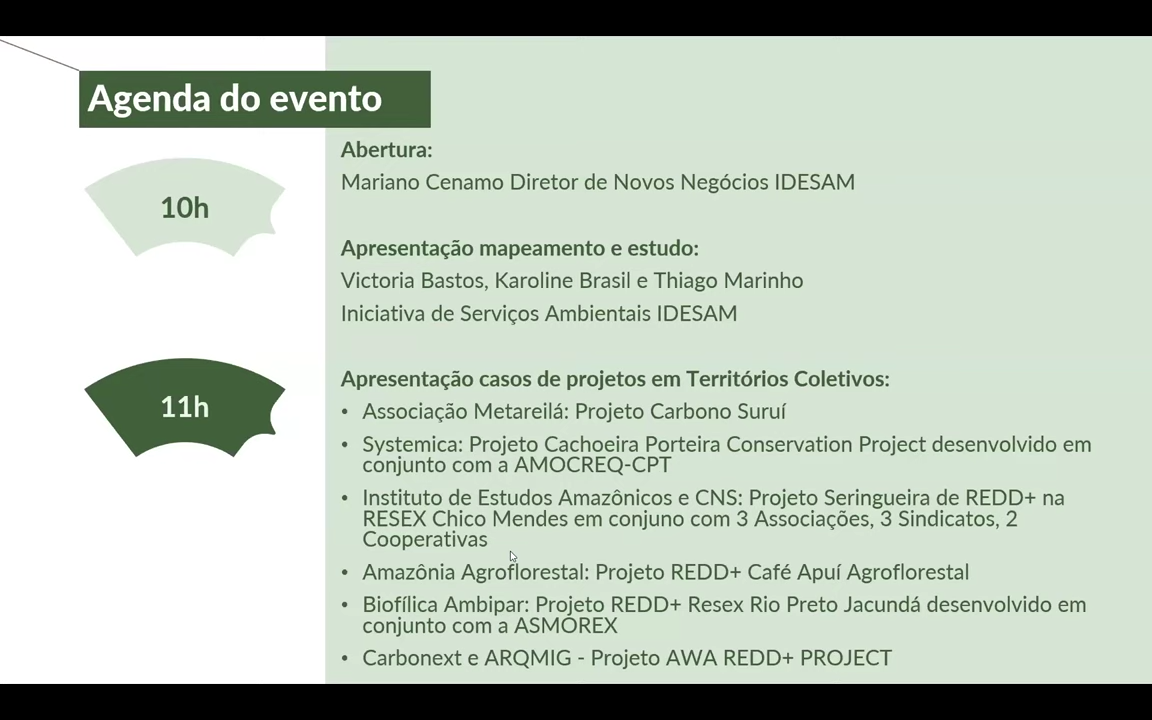 Agenda do evento
10h
Abertura:
Mariano Cenamo Diretor de Novos Negócios IDESAM
Apresentação mapeamento e estudo:
Victoria Bastos, Karoline Brasil e Thiago Marinho
Iniciativa de Serviços Ambientais IDESAM
11h
Apresentação casos de projetos em Territórios Coletivos:
• Associação Metareilá: Projeto Carbono Suruí
• Systemica: Projeto Cachoeira Porteira Conservation Project desenvolvido em
conjunto com a AMOCREQ-CPT
• Instituto de Estudos Amazônicos e CNS: Projeto Seringueira de REDD+ na
RESEX Chico Mendes em conjuno com 3 Associações, 3 Sindicatos, 2
Cooperativas
• Amazônia Agroflorestal: Projeto REDD+ Café Apuí Agroflorestal
• Biofílica Ambipar: Projeto REDD+ Resex Rio Preto Jacundá desenvolvido em
conjunto com a ASMOREX
• Carbonext e ARQMIG - Projeto AWA REDD+ PROJECT